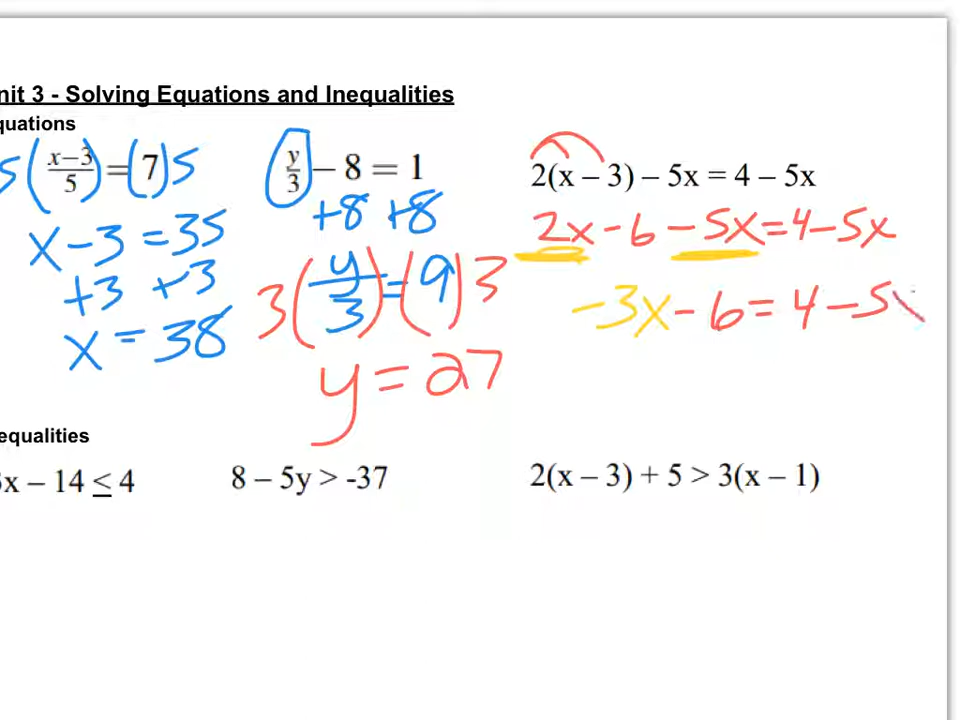 nit 3 - Solving Equations and Inequalities
quations
5(x-3/5)=(7)5
x-3=35
+3 +3
x=38
y/3 – 8 = 1
+8 +8
3(y/3)=(9)3
y=27
2(x – 3) – 5x = 4 – 5x
2x-6-5x=4-5x
-3x-6=4-5x
equalities
x – 14 ≤ 4
8 – 5y > -37
2(x – 3) + 5 > 3(x – 1)